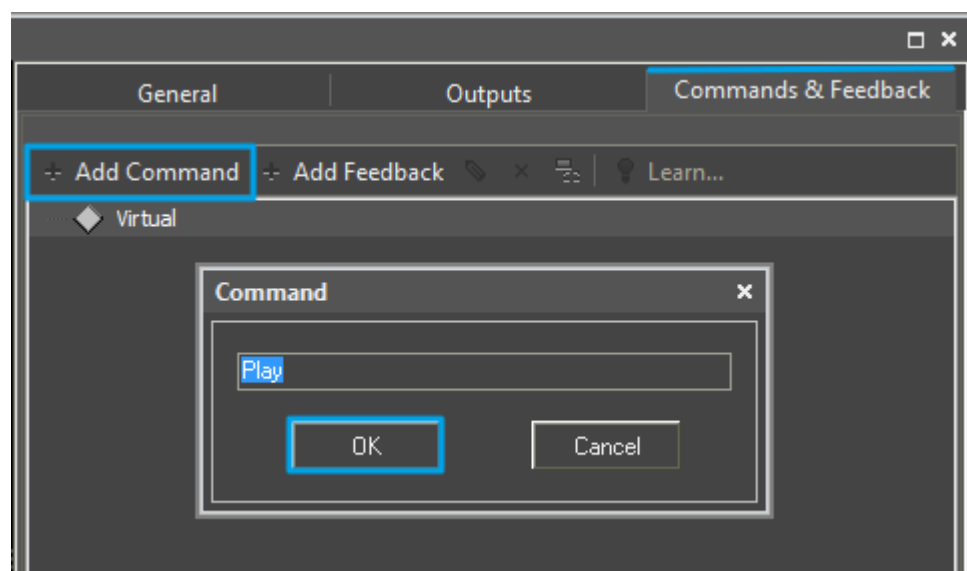 General Outputs Commands & Feedback
Add Command Add Feedback Learn...
Virtual
Command
Play
OK Cancel